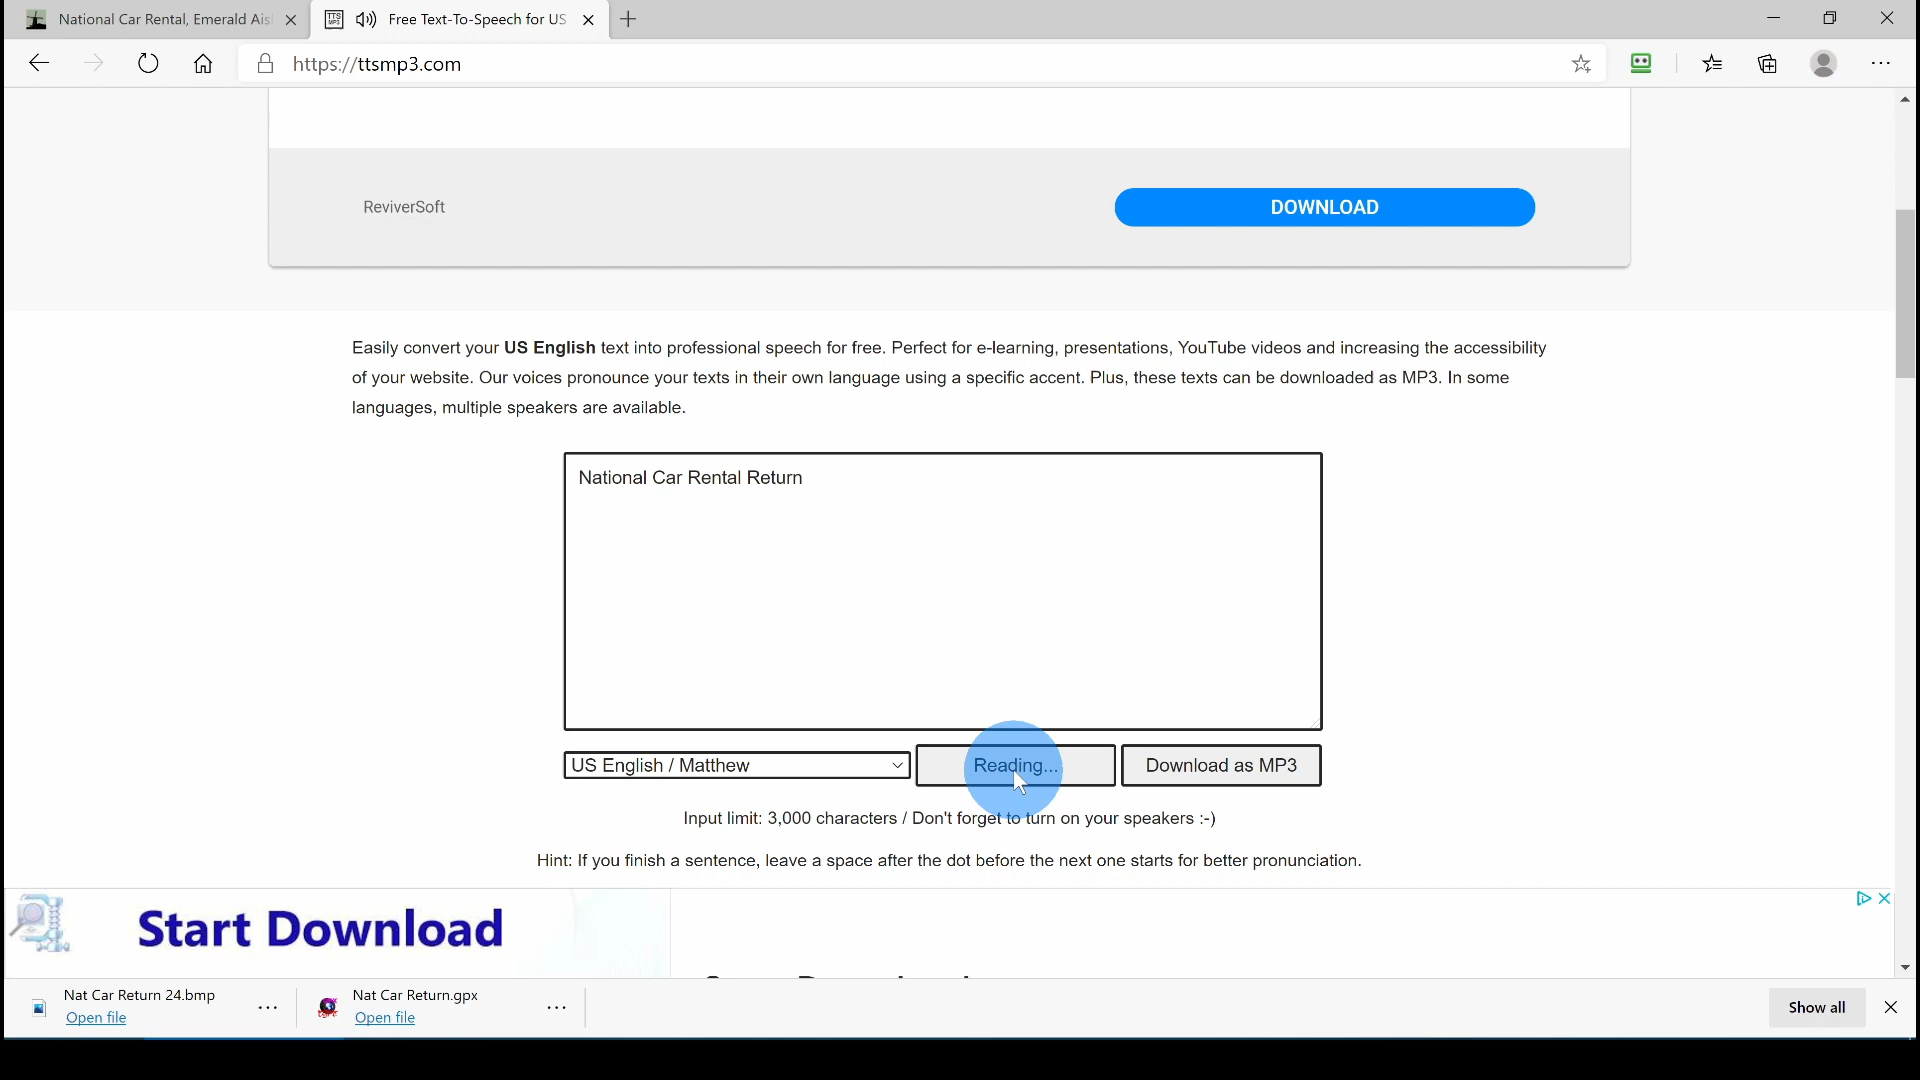 National Car Rental, Emerald Ais
Free Text-To-Speech for US
https://ttsmp3.com
ReviverSoft
DOWNLOAD
Easily convert your US English text into professional speech for free. Perfect for e-learning, presentations, YouTube videos and increasing the accessibility
of your website. Our voices pronounce your texts in their own language using a specific accent. Plus, these texts can be downloaded as MP3. In some
languages, multiple speakers are available.
National Car Rental Return
US English / Matthew
Reading...
Download as MP3
Input limit: 3,000 characters / Don't forget to turn on your speakers :-)
Hint: If you finish a sentence, leave a space after the dot before the next one starts for better pronunciation.
Start Download
Nat Car Return 24.bmp
Open file
Nat Car Return.gpx
Open file
Show all